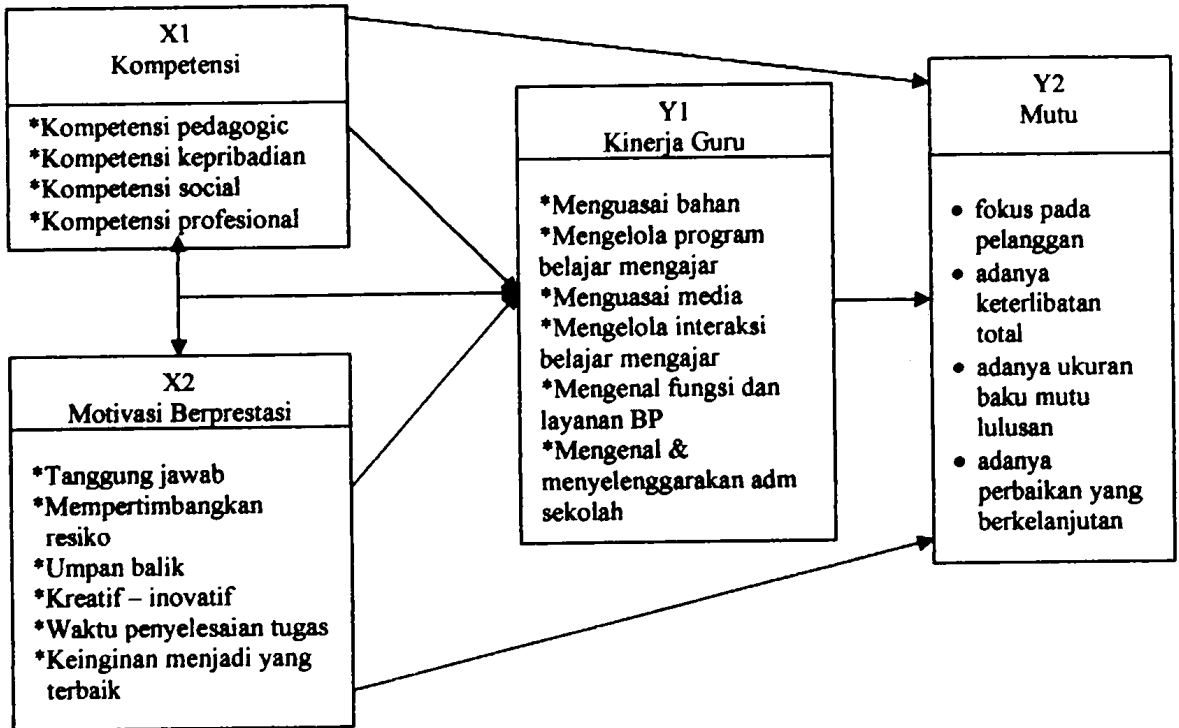 X1
Kompetensi
*Kompetensi pedagogic
*Kompetensi kepribadian
*Kompetensi social
*Kompetensi profesional
X2
Motivasi Berprestasi
*Tanggung jawab
*Mempertimbangkan
resiko
*Umpan balik
*Kreatif – inovatif
*Waktu penyelesaian tugas
*Keinginan menjadi yang
terbaik
Y1
Kinerja Guru
*Menguasai bahan
*Mengelola program
belajar mengajar
*Menguasai media
*Mengelola interaksi
belajar mengajar
*Mengenal fungsi dan
layanan BP
*Mengenal &
menyelenggarakan adm
sekolah
Y2
Mutu
• fokus pada
pelanggan
• adanya
keterlibatan
total
• adanya ukuran
baku mutu
lulusan
• adanya
perbaikan yang
berkelanjutan